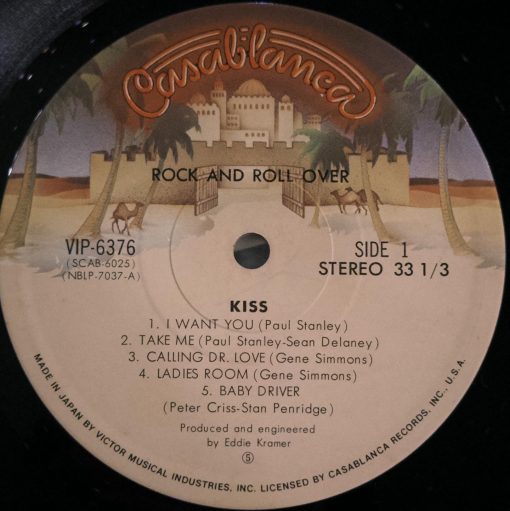 Casablanca
ROCK AND ROLL OVER
VIP-6376
(SCAB-6025)
(NBLP-7037-A)
SIDE 1
STEREO 33 1/3
KISS
1. I WANT YOU (Paul Stanley)
2. TAKE ME (Paul Stanley-Sean Delaney)
3. CALLING DR. LOVE (Gene Simmons)
4. LADIES ROOM (Gene Simmons)
5. BABY DRIVER
(Peter Criss-Stan Penridge)
Produced and engineered
by Eddie Kramer
Ⓢ
MADE IN JAPAN BY VICTOR MUSICAL INDUSTRIES, INC. LICENSED BY CASABLANCA RECORDS, INC., U.S.A.